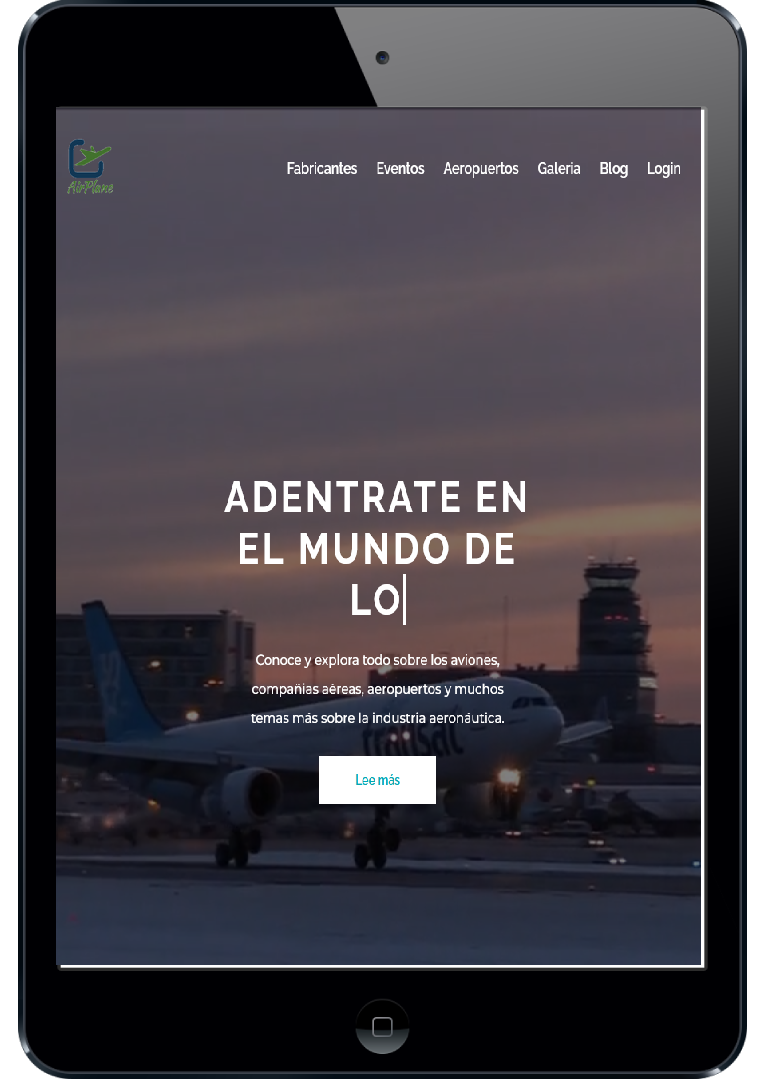 AirPlane
Fabricantes Eventos Aeropuertos Galeria Blog Login
ADENTRATE EN
EL MUNDO DE
LO
Conoce y explora todo sobre los aviones,
compañias aéreas, aeropuertos y muchos
temas más sobre la industria aeronáutica.
transat
Lee más